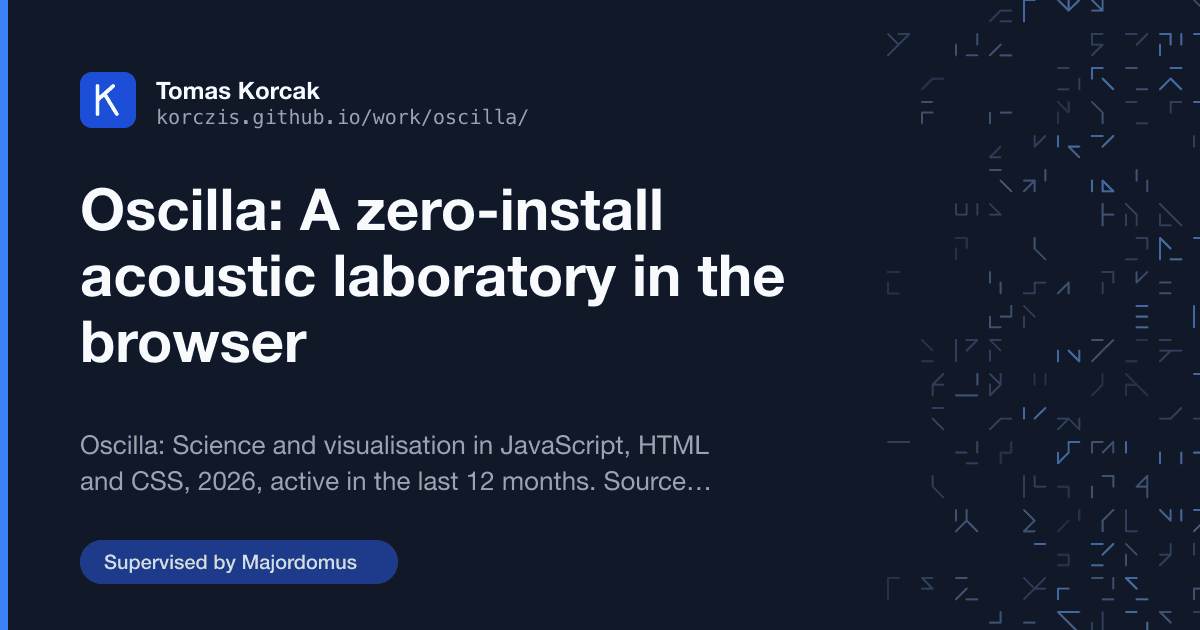 K
Tomas Korcak
korczis.github.io/work/oscilla/
Oscilla: A zero-install
acoustic laboratory in the
browser
Oscilla: Science and visualisation in JavaScript, HTML
and CSS, 2026, active in the last 12 months. Source…
Supervised by Majordomus